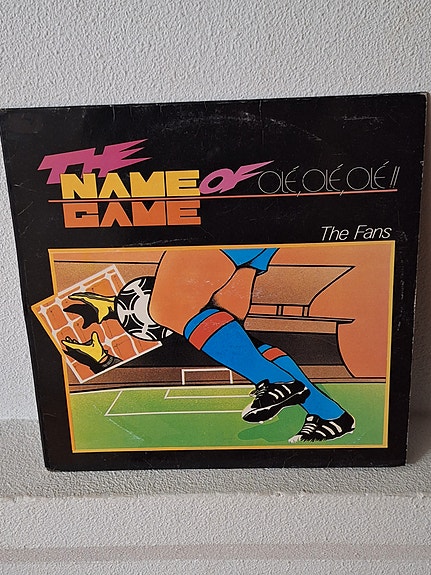 THE
NAME OF OLÉ, OLÉ, OLÉ !!
GAME
The Fans